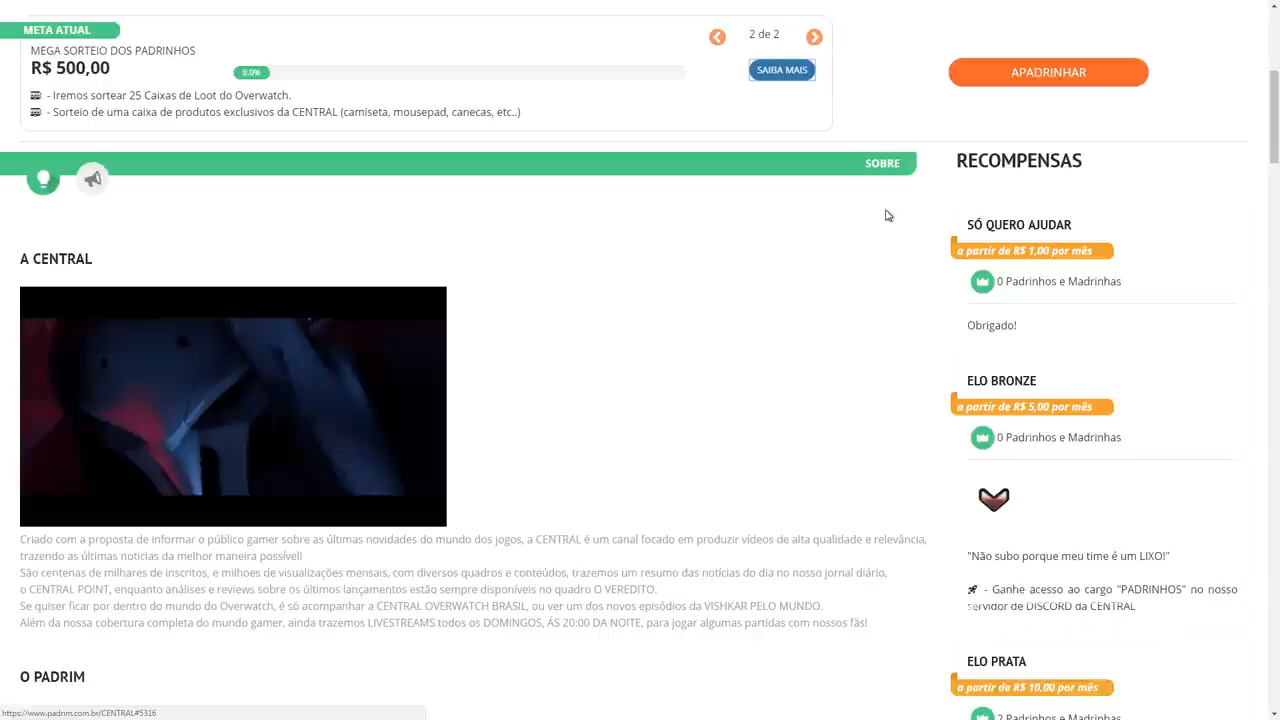 META ATUAL
MEGA SORTEIO DOS PADRINHOS
R$ 500,00
8.0%
2 de 2
SAIBA MAIS
- Iremos sortear 25 Caixas de Loot do Overwatch.
- Sorteio de uma caixa de produtos exclusivos da CENTRAL (camiseta, mousepad, canecas, etc..)
APADRINHAR
SOBRE
A CENTRAL
Criado com a proposta de informar o público gamer sobre as últimas novidades do mundo dos jogos, a CENTRAL é um canal focado em produzir vídeos de alta qualidade e relevância,
trazendo as últimas noticias da melhor maneira possível!
São centenas de milhares de inscritos, e milhoes de visualizações mensais, com diversos quadros e conteúdos, trazemos um resumo das notícias do dia no nosso jornal diário,
o CENTRAL POINT, enquanto análises e reviews sobre os últimos lançamentos estão sempre disponíveis no quadro O VEREDITO.
Se quiser ficar por dentro do mundo do Overwatch, é só acompanhar a CENTRAL OVERWATCH BRASIL, ou ver um dos novos episódios da VISHKAR PELO MUNDO.
Além da nossa cobertura completa do mundo gamer, ainda trazemos LIVESTREAMS todos os DOMINGOS, ÁS 20:00 DA NOITE, para jogar algumas partidas com nossos fãs!
O PADRIM
RECOMPENSAS
SÓ QUERO AJUDAR
a partir de R$ 1,00 por mês
0 Padrinhos e Madrinhas
Obrigado!
ELO BRONZE
a partir de R$ 5,00 por mês
0 Padrinhos e Madrinhas
"Não subo porque meu time é um LIXO!"
- Ganhe acesso ao cargo "PADRINHOS" no nosso
servidor de DISCORD da CENTRAL
ELO PRATA
a partir de R$ 10,00 por mês
2 Padrinhos e Madrinhas
https://www.padrim.com.br/CENTRAL#5316